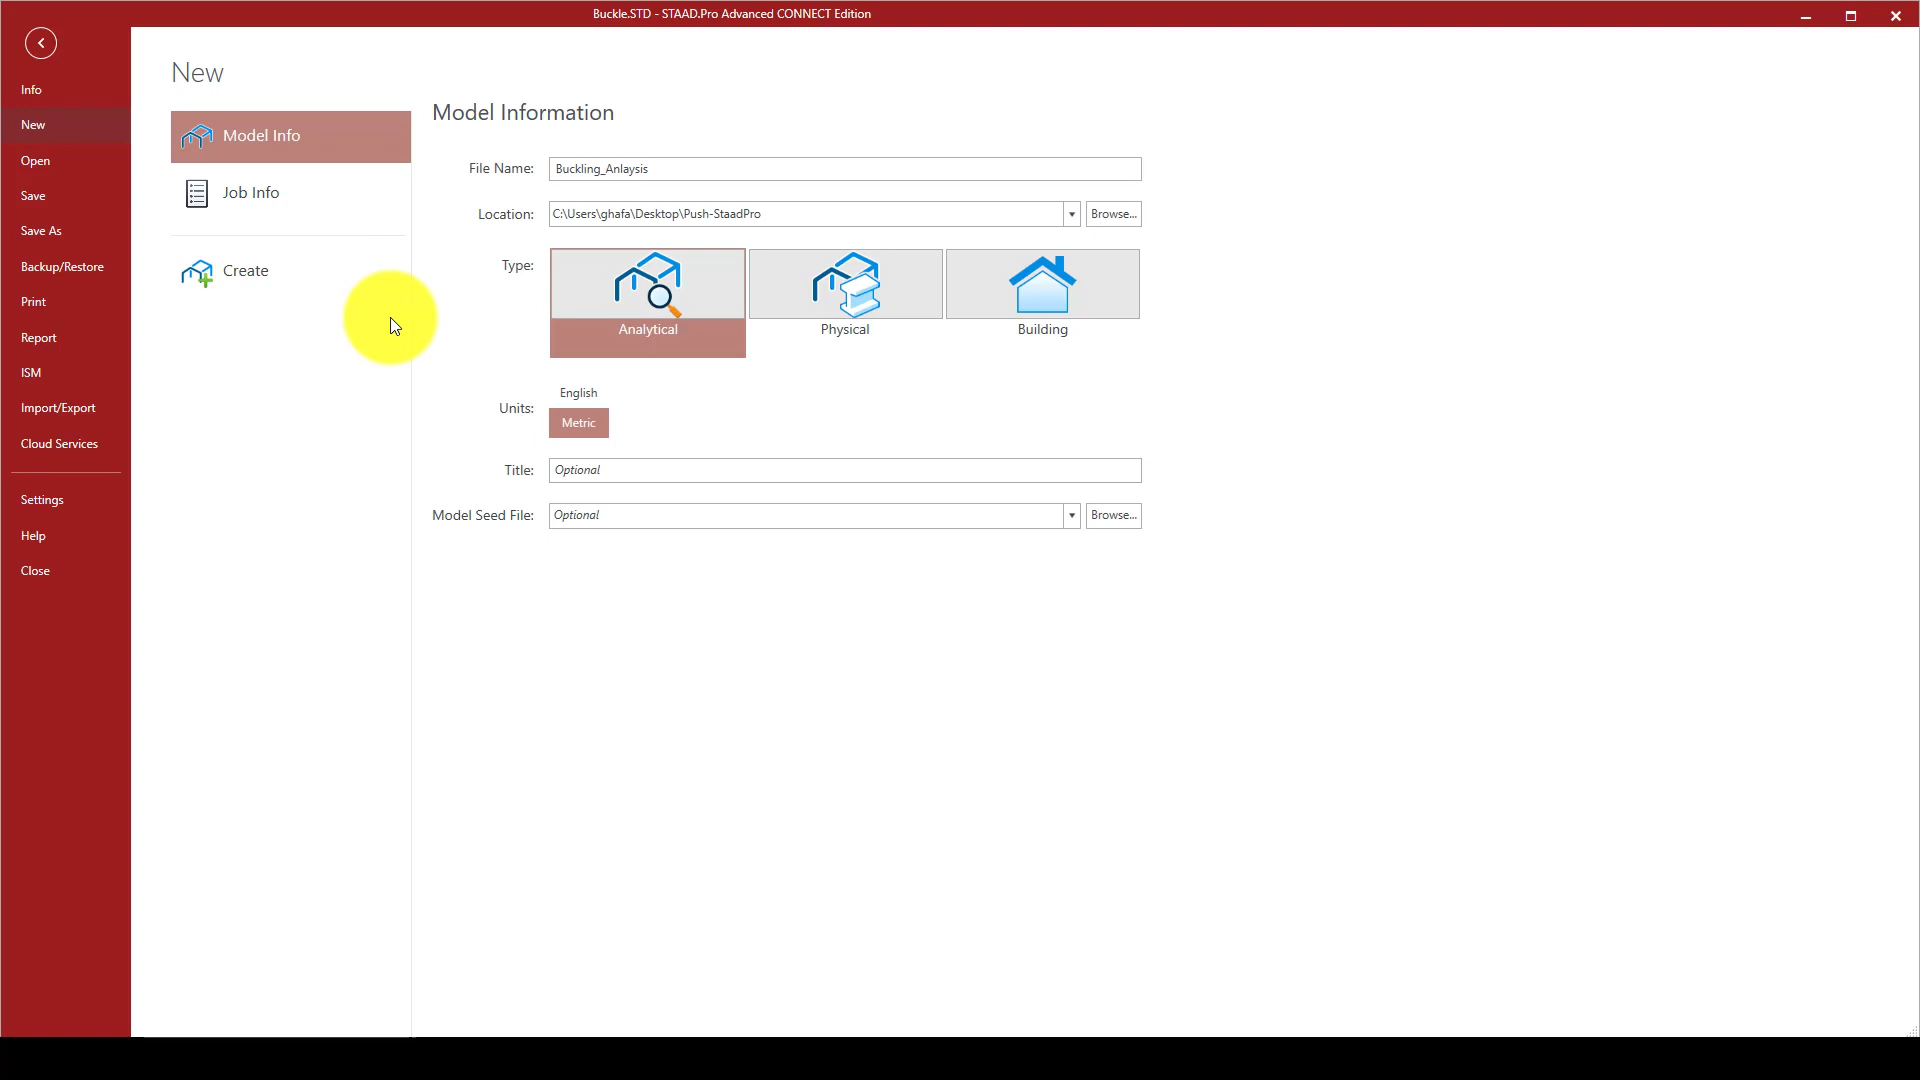 Buckle.STD - STAAD.Pro Advanced CONNECT Edition
Info
New
Open
Save
Save As
Backup/Restore
Print
Report
ISM
Import/Export
Cloud Services
Settings
Help
Close
New
Model Info
Job Info
Create
Model Information
File Name: Buckling_Anlaysis
Location: C:\Users\ghafa\Desktop\Push-StaadPro Browse...
Type:
Analytical Physical Building
Units: English
Metric
Title: Optional
Model Seed File: Optional Browse...